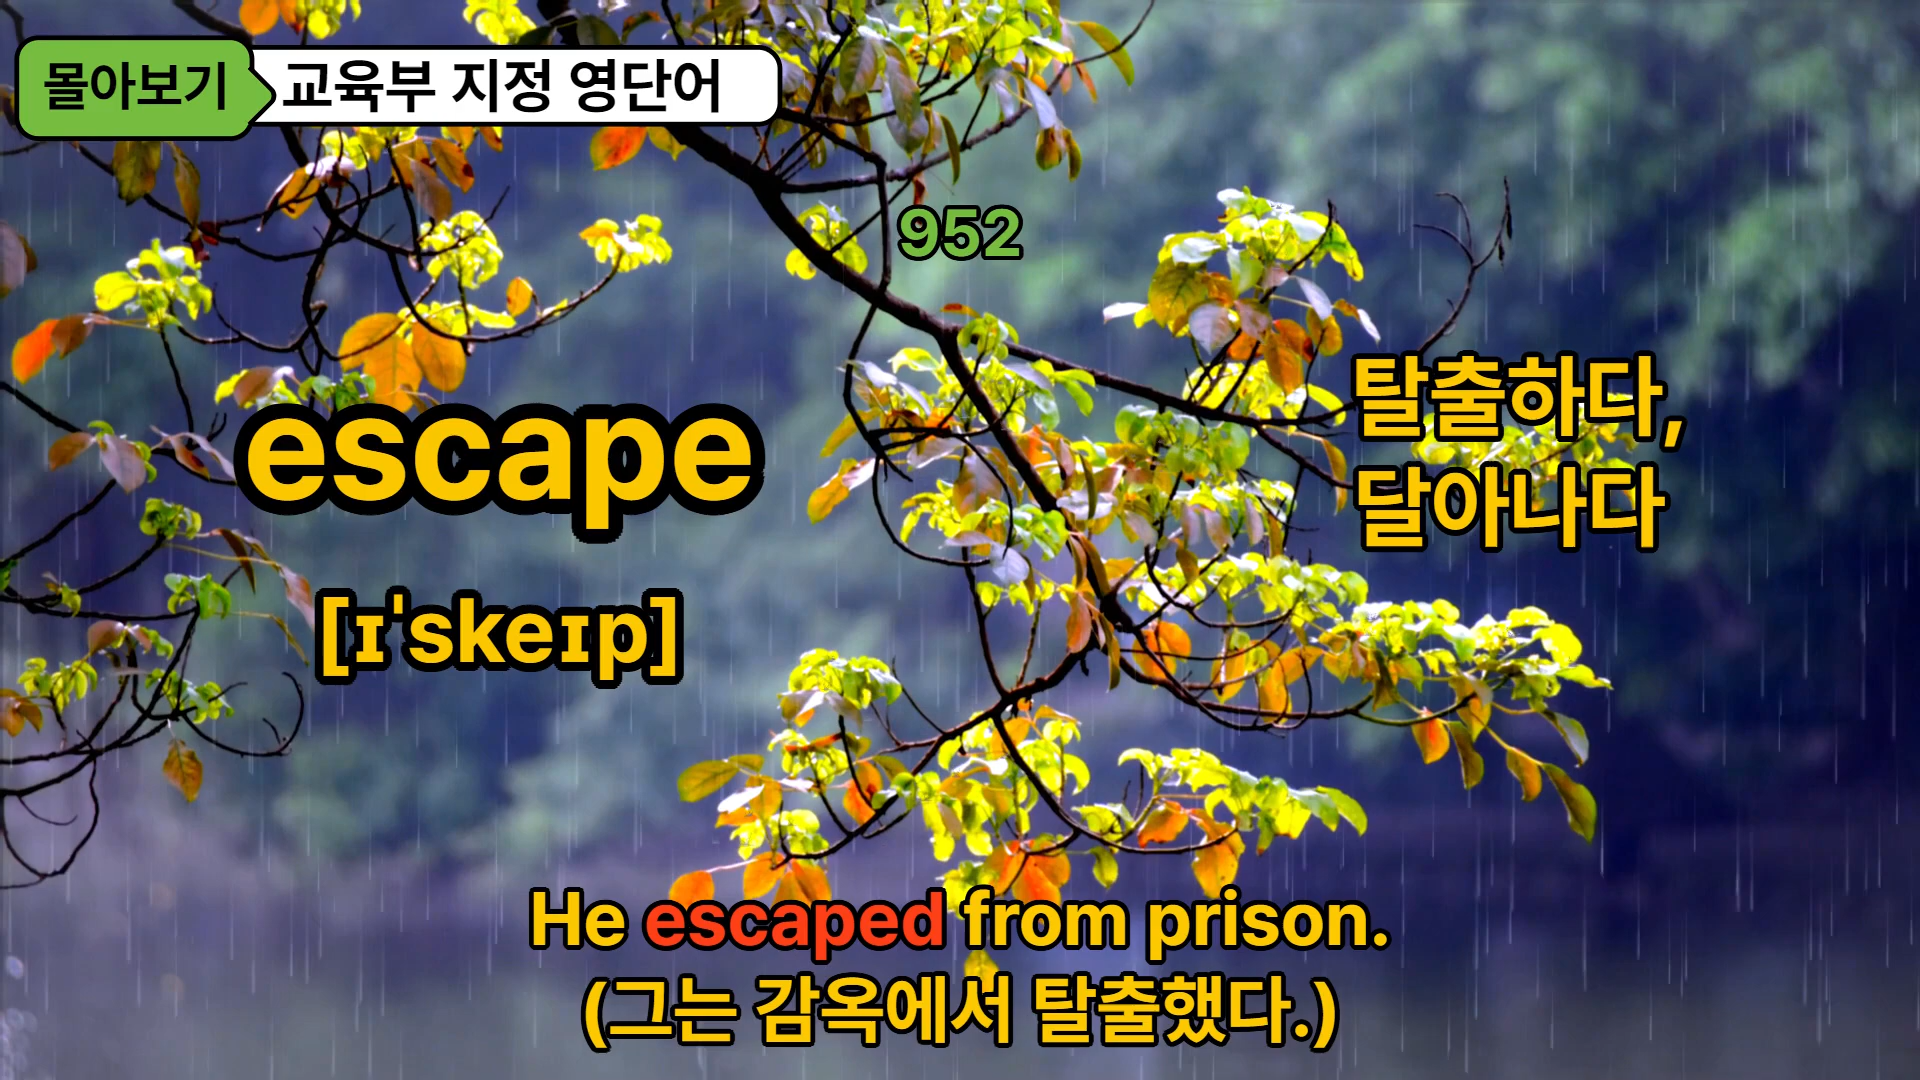 몰아보기
교육부 지정 영단어
952
escape
[ɪˈskeɪp]
탈출하다,
달아나다
He escaped from prison.
(그는 감옥에서 탈출했다.)